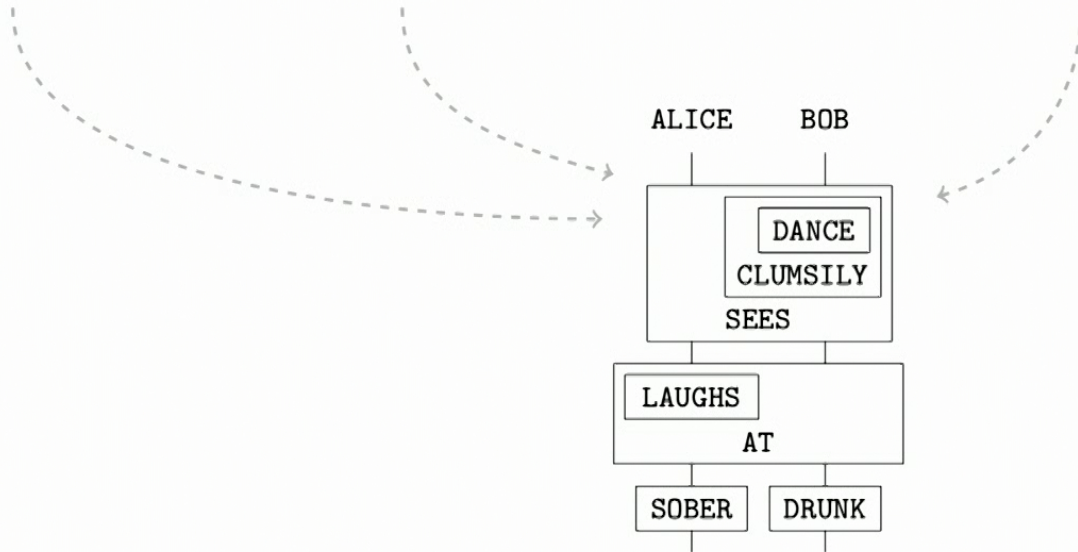 ALICE BOB
DANCE
CLUMSILY
SEES
LAUGHS
AT
SOBER DRUNK